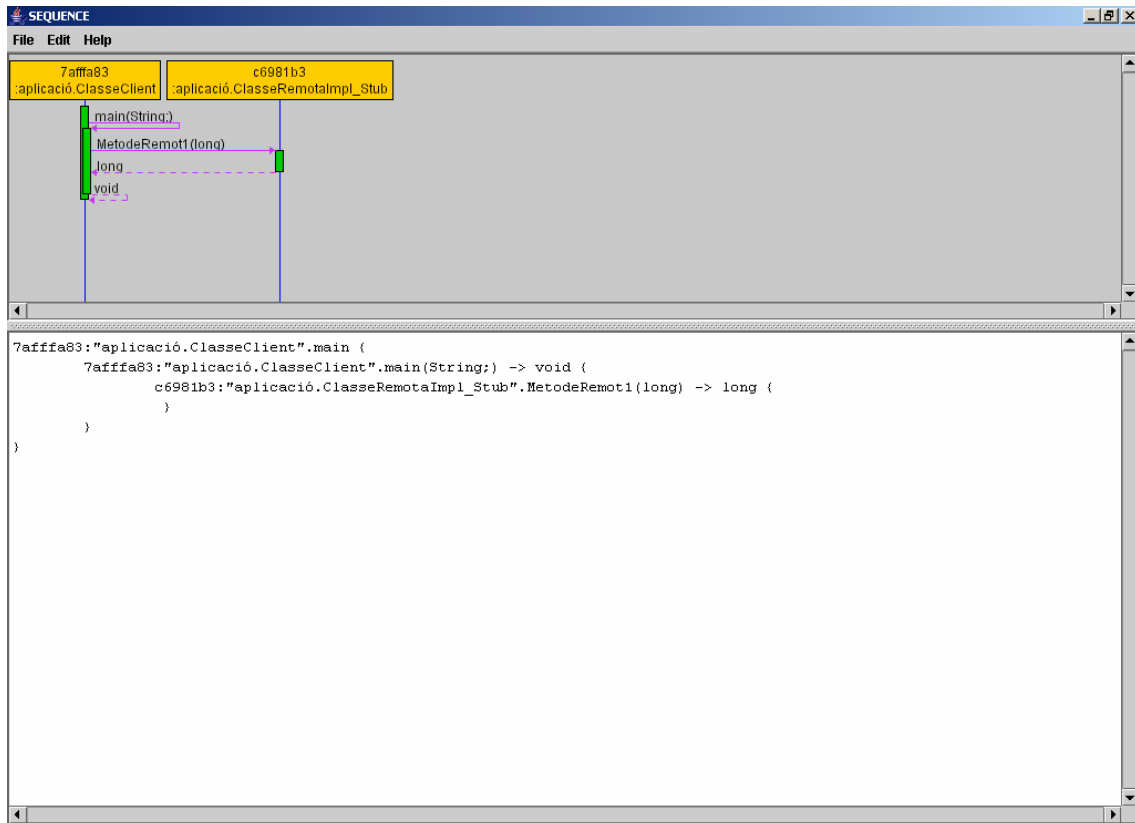 SEQUENCE
File Edit Help
7afffa83
:aplicació.ClasseClient
c6981b3
:aplicació.ClasseRemotaImpl_Stub
main(String;)
MetodeRemot1(long)
long
void
7afffa83:"aplicació.ClasseClient".main {
7afffa83:"aplicació.ClasseClient".main(String;) -> void {
c6981b3:"aplicació.ClasseRemotaImpl_Stub".MetodeRemot1(long) -> long {
}
}
}